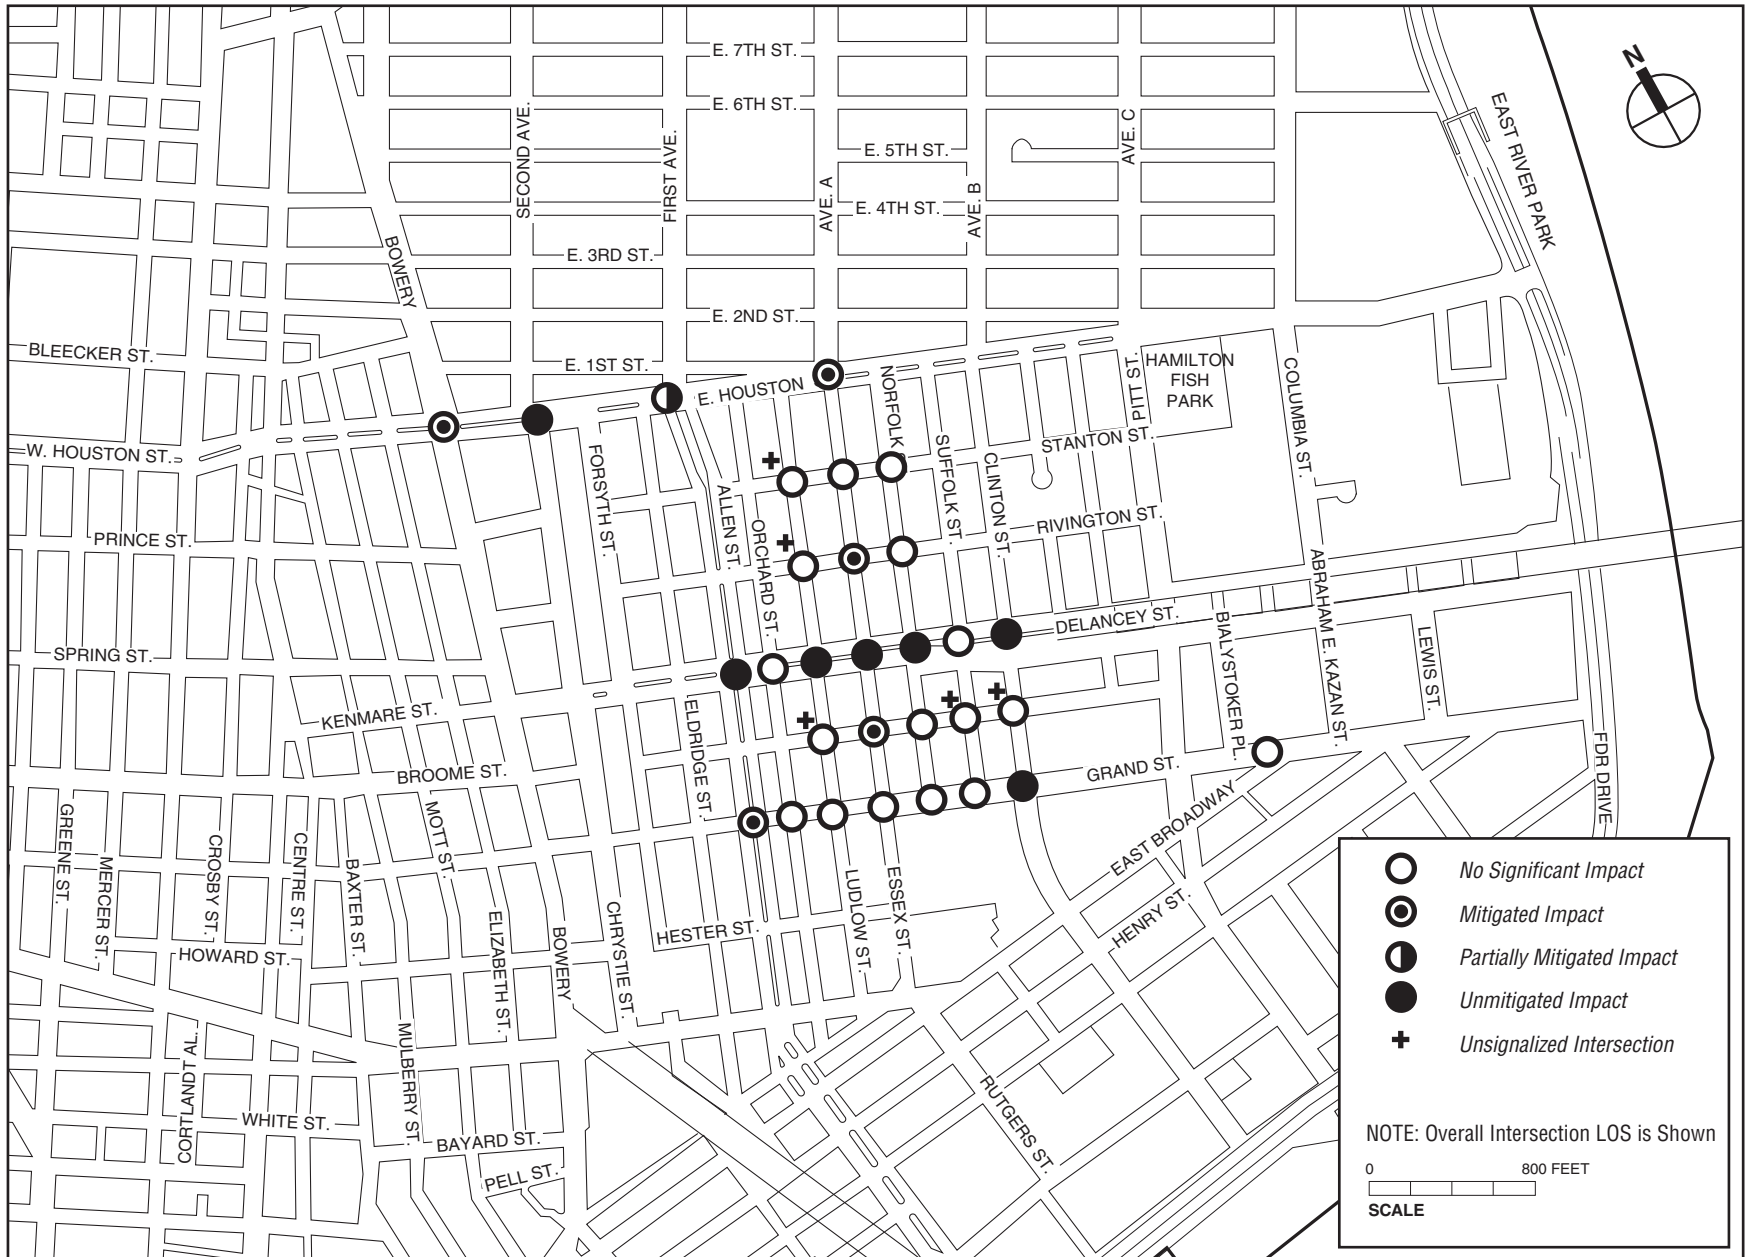 E. 7TH ST.
E. 6TH ST.
E. 5TH ST.
E. 4TH ST.
E. 3RD ST.
E. 2ND ST.
E. 1ST ST.
SECOND AVE.
FIRST AVE.
AVE. A
AVE. B
AVE. C
N
EAST RIVER PARK
BOWERY
BLEECKER ST.
E. HOUSTON
W. HOUSTON ST.
HAMILTON
FISH
PARK
PITT ST.
COLUMBIA ST.
NORFOLK
STANTON ST.
SUFFOLK ST.
CLINTON ST.
FORSYTH ST.
ALLEN ST.
ORCHARD ST.
RIVINGTON ST.
PRINCE ST.
DELANCEY ST.
ABRAHAM E. KAZAN ST.
BIALYSTOKER PL.
LEWIS ST.
SPRING ST.
KENMARE ST.
ELDRIDGE ST.
BROOME ST.
GRAND ST.
FDR DRIVE
EAST BROADWAY
HENRY ST.
GREENE ST.
MERCER ST.
CROSBY ST.
CENTRE ST.
BAXTER ST.
MOTT ST.
ELIZABETH ST.
BOWERY
CHRYSTIE ST.
HESTER ST.
LUDLOW ST.
ESSEX ST.
HOWARD ST.
CORTLANDT AL.
MULBERRY ST.
WHITE ST.
BAYARD ST.
PELL ST.
RUTGERS ST.
No Significant Impact
Mitigated Impact
Partially Mitigated Impact
Unmitigated Impact
Unsignalized Intersection
NOTE: Overall Intersection LOS is Shown
0 800 FEET
SCALE